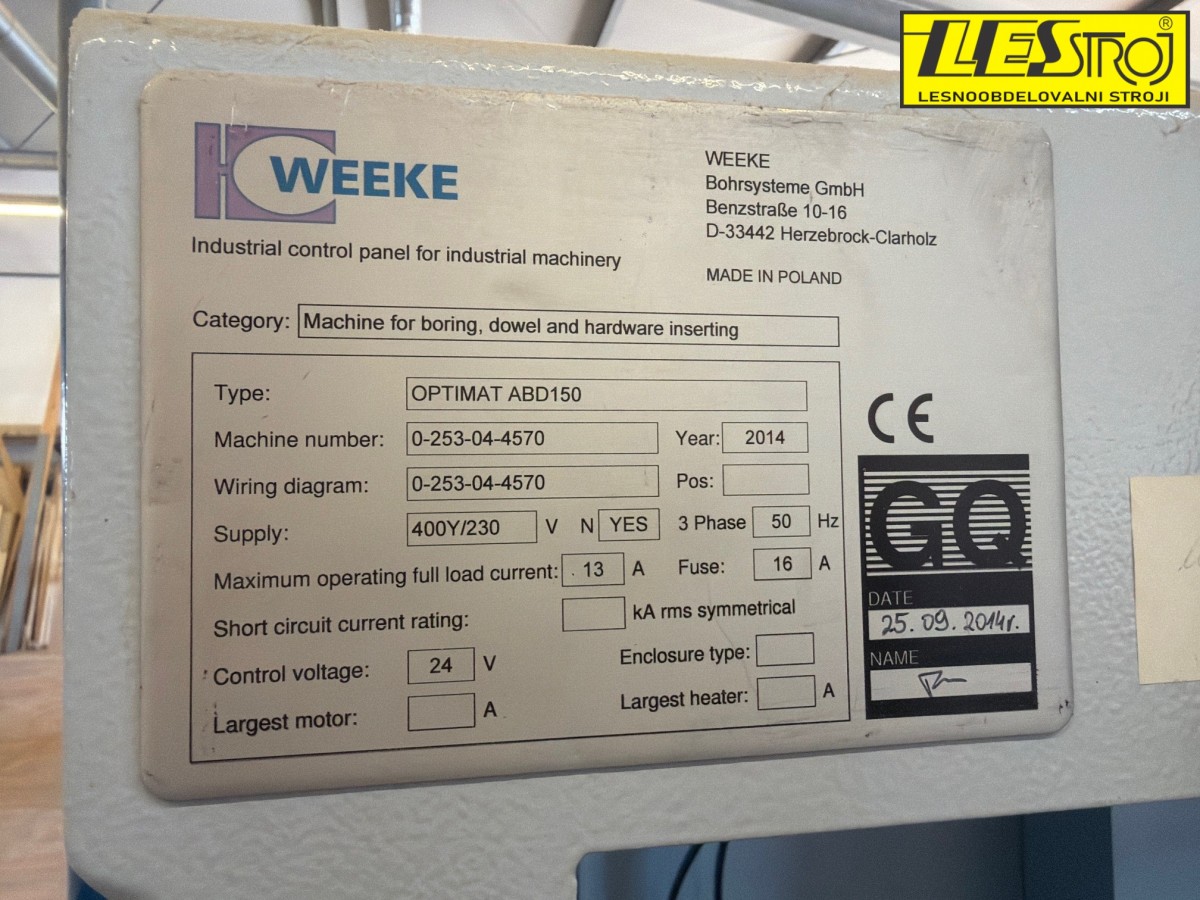 LESSTROJ®
LESNOOBDELOVALNI STROJI
WEEKE
Industrial control panel for industrial machinery
WEEKE
Bohrsysteme GmbH
Benzstraße 10-16
D-33442 Herzebrock-Clarholz
MADE IN POLAND
Category: Machine for boring, dowel and hardware inserting
Type: OPTIMAT ABD150
Machine number: 0-253-04-4570 Year: 2014
Wiring diagram: 0-253-04-4570 Pos:
Supply: 400Y/230 V N YES 3 Phase 50 Hz
Maximum operating full load current: 13 A Fuse: 16 A
Short circuit current rating: kA rms symmetrical
Control voltage: 24 V Enclosure type:
Largest motor: A Largest heater: A
CE
GQ
DATE
25.09.2014r.
NAME